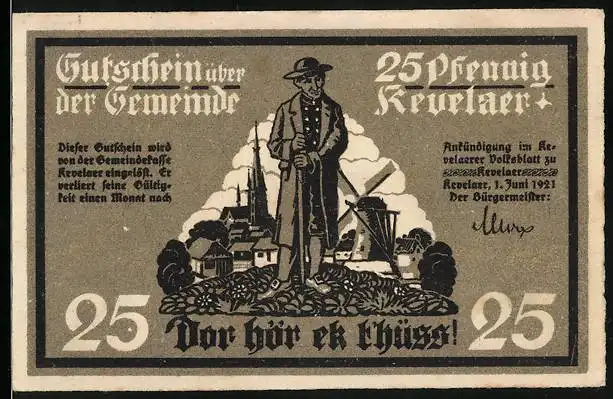 Gutschein über
der Gemeinde
25 Pfennig
Kevelaer
Dieser Gutschein wird
von der Gemeindekasse
Kevelaer eingelöst. Er
verliert seine Gültig-
keit einen Monat nach
Ankündigung im Ke-
velaerer Volksblatt zu
Kevelaer
Kevelaer, 1. Juni 1921
Der Bürgermeister:
25
25
Dor hör ek t'hüss!